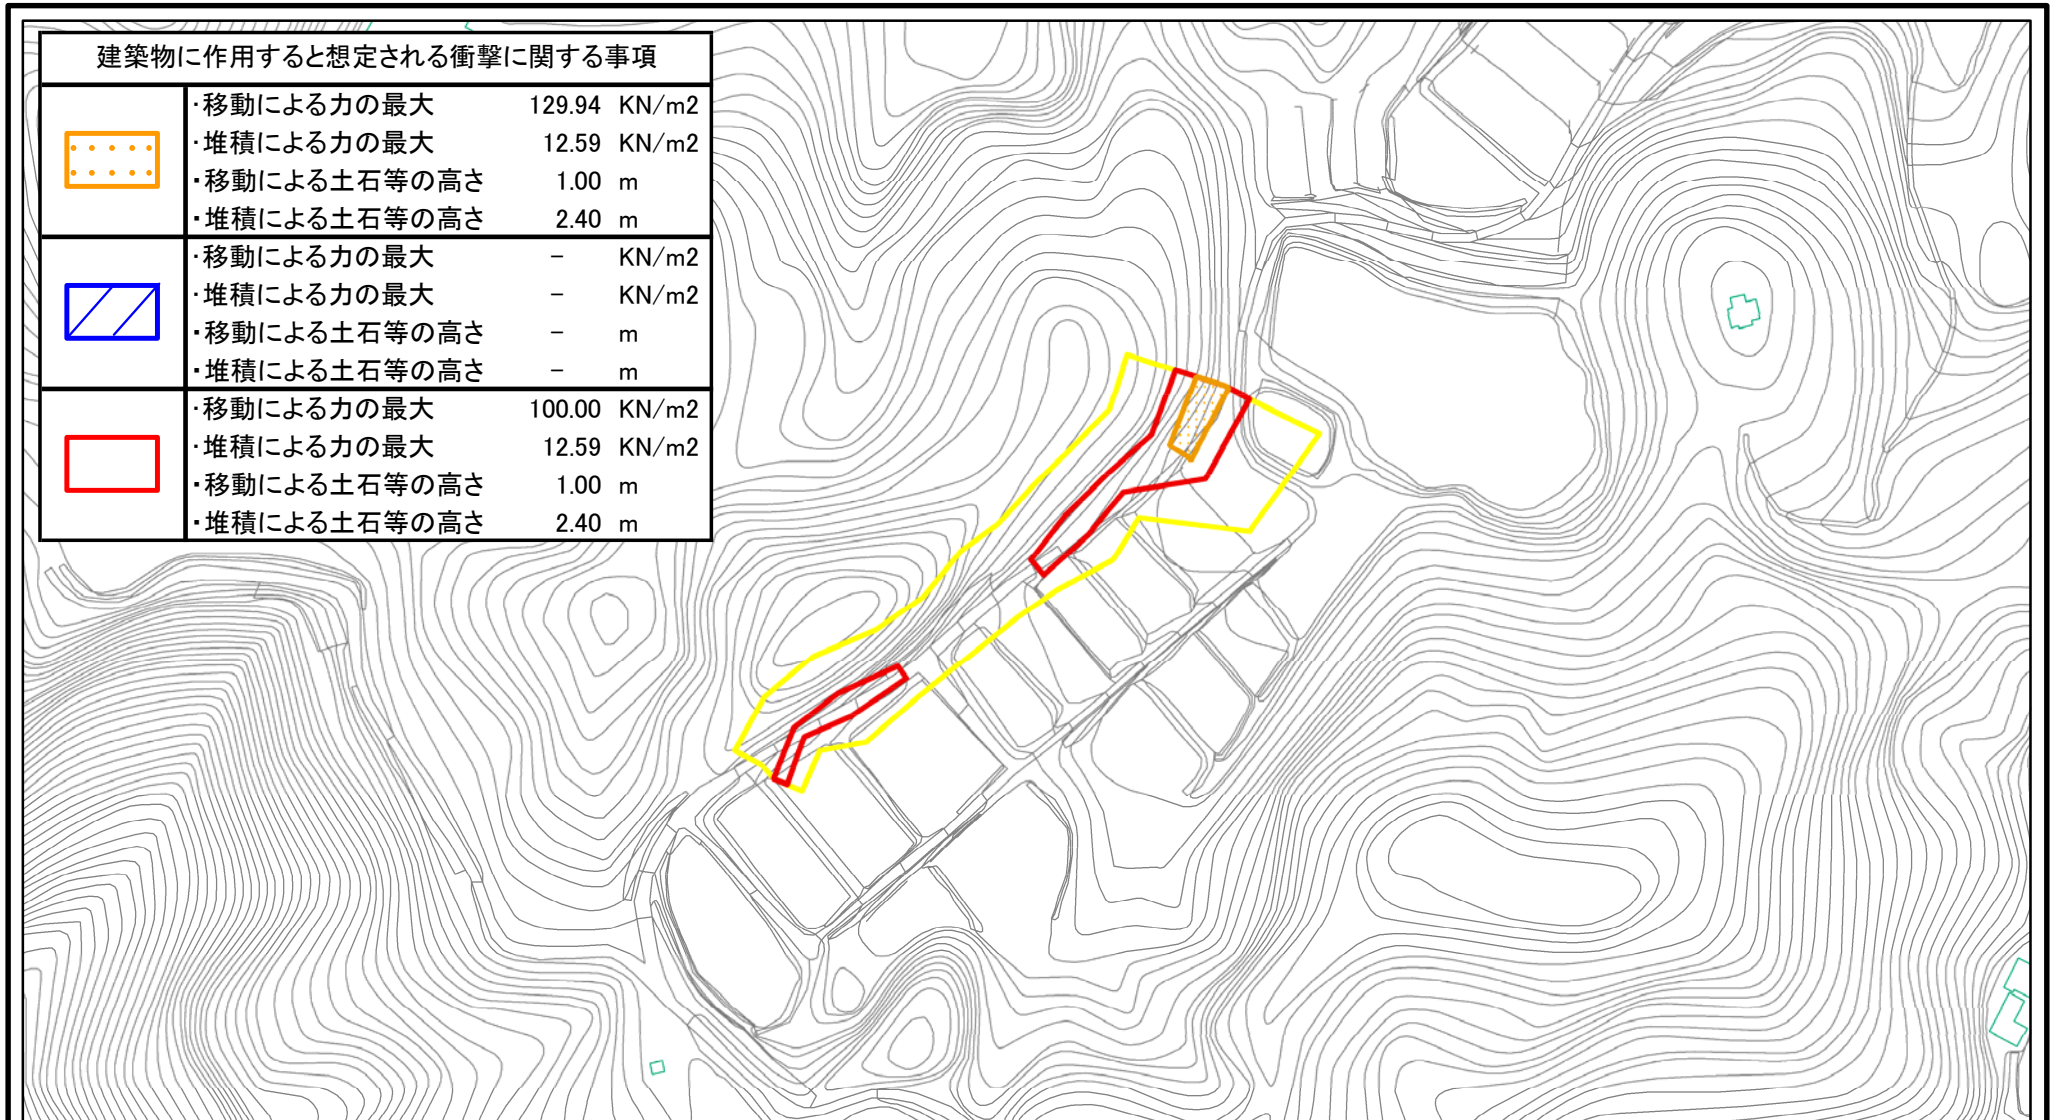 建築物に作用すると想定される衝撃に関する事項
・移動による力の最大 129.94 KN/m2
・堆積による力の最大 12.59 KN/m2
・移動による土石等の高さ 1.00 m
・堆積による土石等の高さ 2.40 m
・移動による力の最大 － KN/m2
・堆積による力の最大 － KN/m2
・移動による土石等の高さ － m
・堆積による土石等の高さ － m
・移動による力の最大 100.00 KN/m2
・堆積による力の最大 12.59 KN/m2
・移動による土石等の高さ 1.00 m
・堆積による土石等の高さ 2.40 m